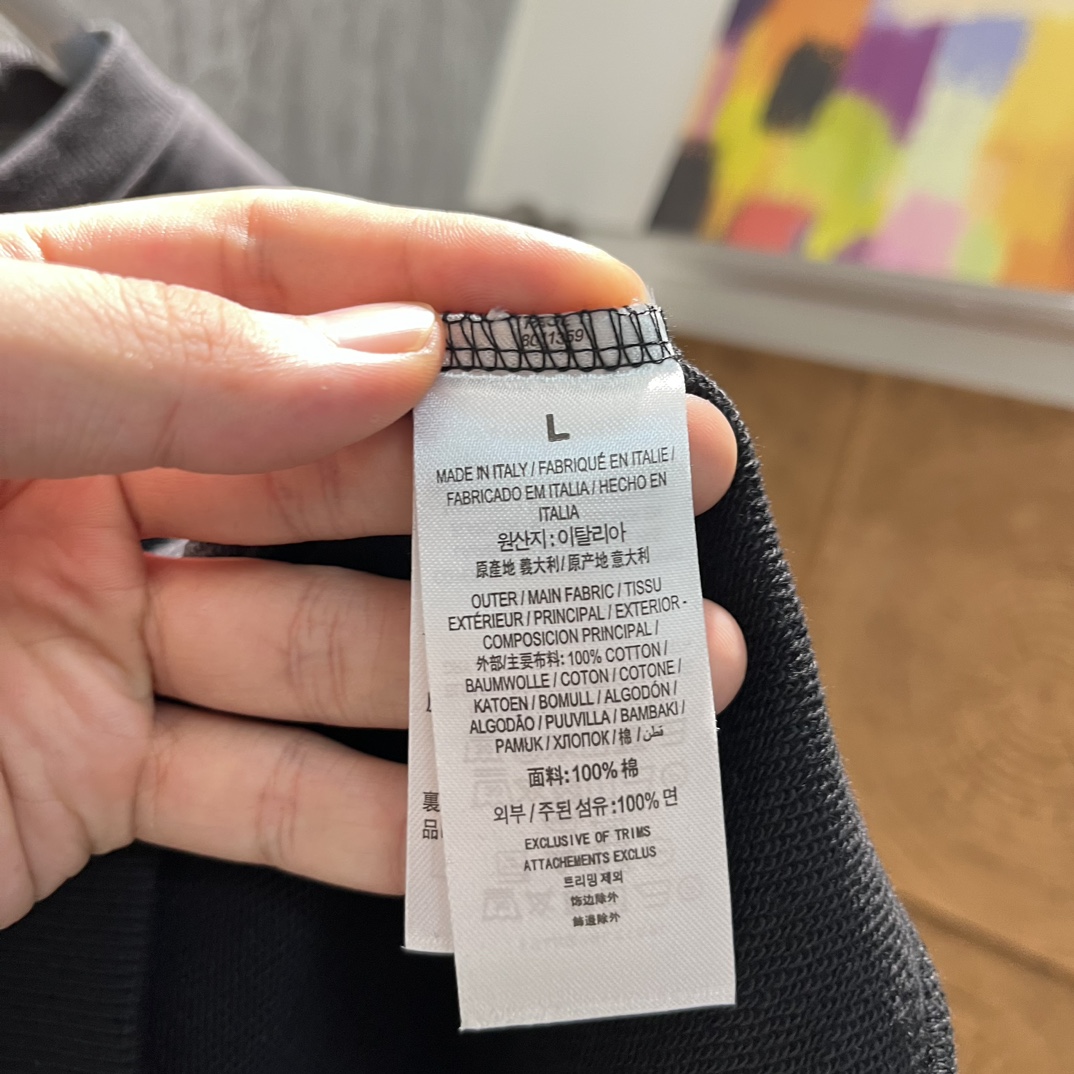 8011359
L
MADE IN ITALY / FABRIQUÉ EN ITALIE /
FABRICADO EM ITALIA / HECHO EN
ITALIA
원산지 : 이탈리아
原產地 義大利 / 原产地 意大利
OUTER / MAIN FABRIC / TISSU
EXTÉRIEUR / PRINCIPAL / EXTERIOR -
COMPOSICION PRINCIPAL /
外部/主要布料: 100% COTTON /
BAUMWOLLE / COTON / COTONE /
KATOEN / BOMULL / ALGODÓN /
ALGODÃO / PUUVILLA / BAMBAKI /
PAMUK / ХЛОПОК / 棉 / قطن
面料:100% 棉
외부 / 주된 섬유 :100% 면
EXCLUSIVE OF TRIMS
ATTACHEMENTS EXCLUS
트리밍 제외
饰边除外
飾邊除外
裏
品